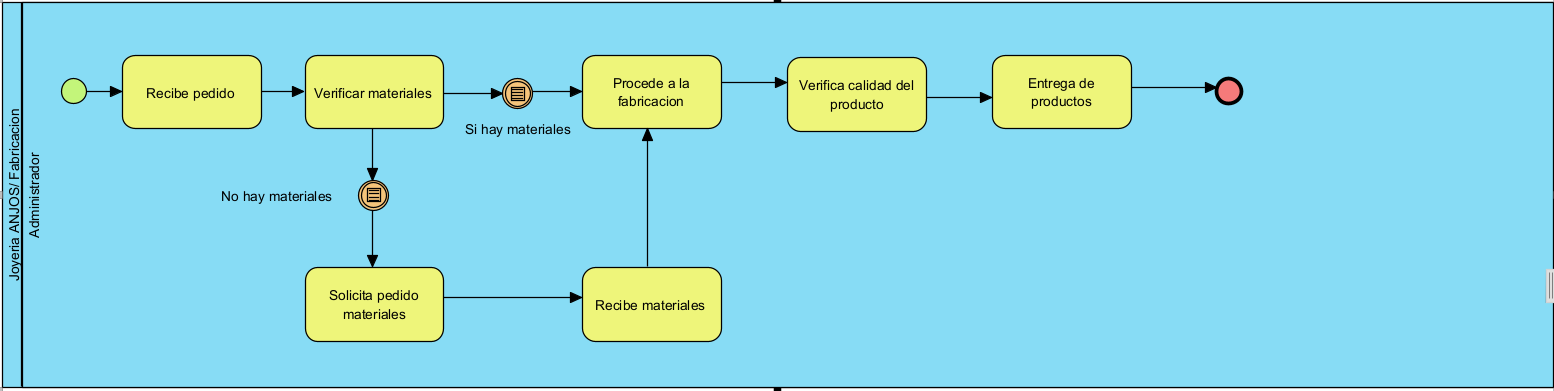 Joyeria ANJOS/ Fabricacion
Administrador
Recibe pedido
Verificar materiales
Si hay materiales
Procede a la
fabricacion
Verifica calidad del
producto
Entrega de
productos
No hay materiales
Solicita pedido
materiales
Recibe materiales